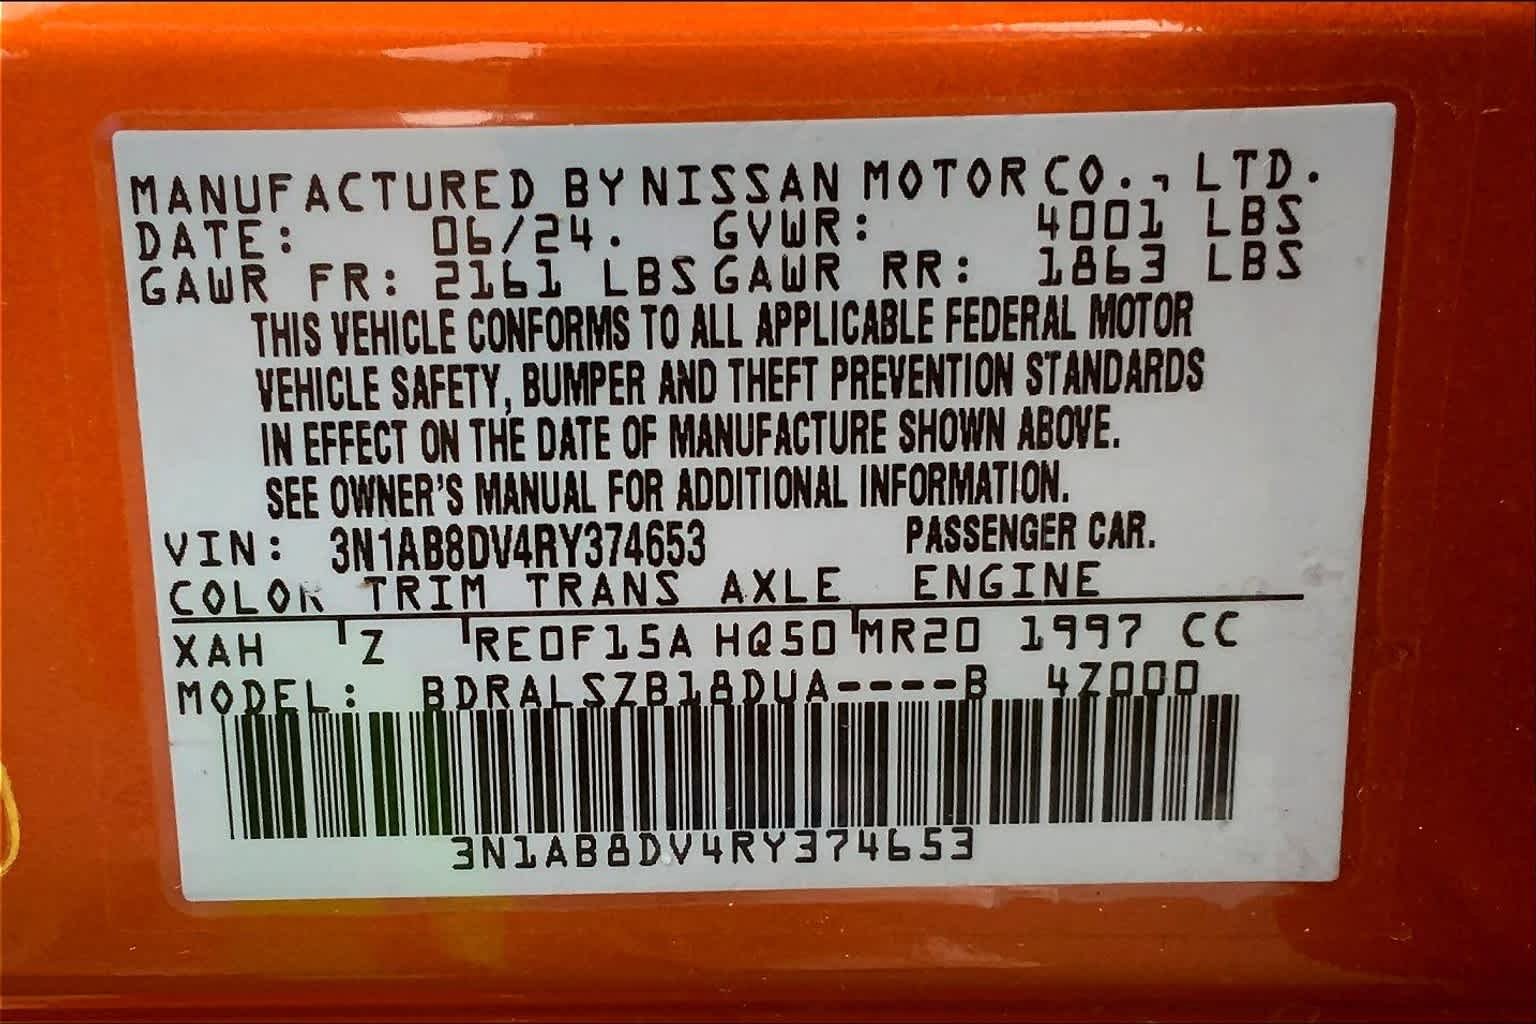 MANUFACTURED BY NISSAN MOTOR CO., LTD.
DATE: 06/24. GVWR: 4001 LBS
GAWR FR: 2161 LBS GAWR RR: 1863 LBS
THIS VEHICLE CONFORMS TO ALL APPLICABLE FEDERAL MOTOR
VEHICLE SAFETY, BUMPER AND THEFT PREVENTION STANDARDS
IN EFFECT ON THE DATE OF MANUFACTURE SHOWN ABOVE.
SEE OWNER'S MANUAL FOR ADDITIONAL INFORMATION.
VIN: 3N1AB8DV4RY374653 PASSENGER CAR.
COLOR TRIM TRANS AXLE ENGINE
XAH Z RE0F15A HQ50 MR20 1997 CC
MODEL: BDRALSZB18DUA----B 4Z000
3N1AB8DV4RY374653